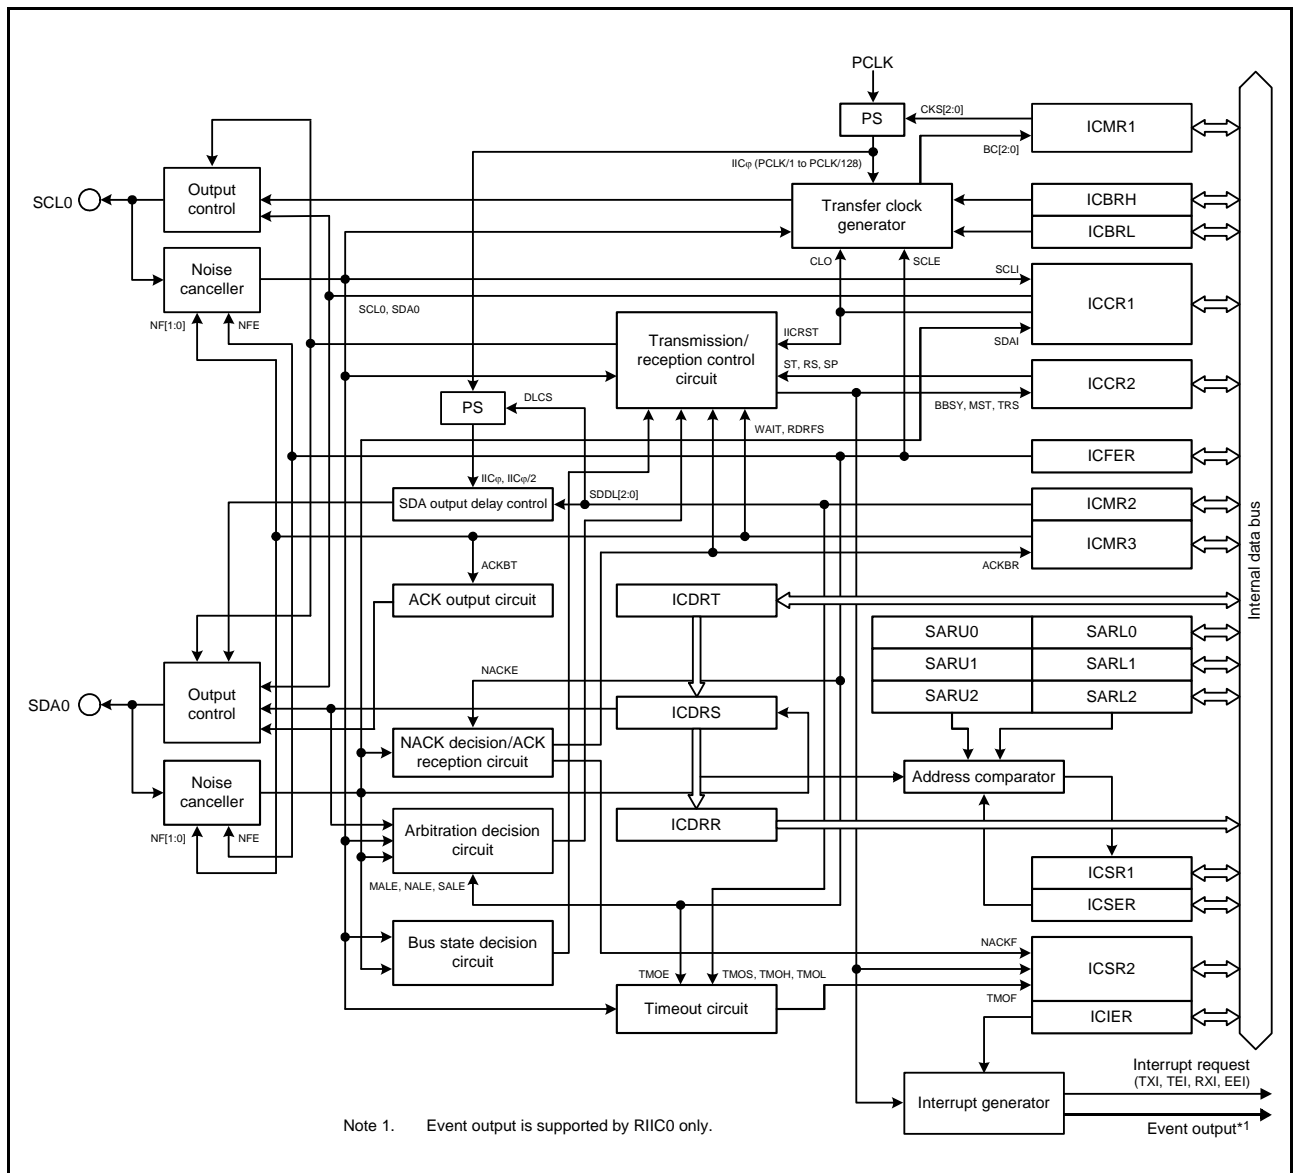 PCLK
PS
CKS[2:0]
ICMR1
BC[2:0]
IICφ (PCLK/1 to PCLK/128)
SCL0
Output
control
Transfer clock
generator
ICBRH
ICBRL
Noise
canceller
CLO
SCLE
SCLI
ICCR1
SCL0, SDA0
NF[1:0]
NFE
IICRST
SDAI
Transmission/
reception control
circuit
ST, RS, SP
ICCR2
BBSY, MST, TRS
PS
DLCS
WAIT, RDRFS
ICFER
IICφ, IICφ/2
SDA output delay control
SDDL[2:0]
ICMR2
ICMR3
ACKBR
ACKBT
ACK output circuit
ICDRT
Internal data bus
SARU0
SARL0
SARU1
SARL1
SARU2
SARL2
SDA0
Output
control
NACKE
ICDRS
NACK decision/ACK
reception circuit
Address comparator
Noise
canceller
ICDRR
NF[1:0]
NFE
Arbitration decision
circuit
MALE, NALE, SALE
ICSR1
ICSER
Bus state decision
circuit
NACKF
ICSR2
TMOE
TMOS, TMOH, TMOL
TMOF
Timeout circuit
ICIER
Interrupt request
(TXI, TEI, RXI, EEI)
Interrupt generator
Event output*1
Note 1. Event output is supported by RIIC0 only.